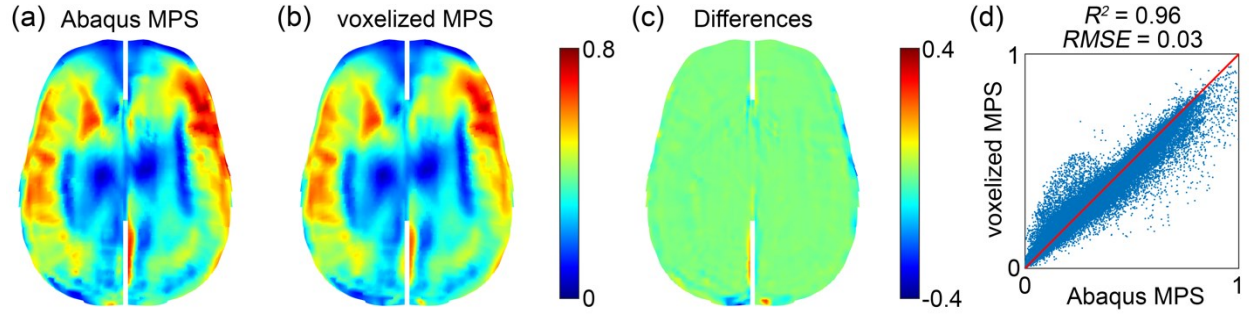 (a) Abaqus MPS
(b) voxelized MPS
0.8
0
(c) Differences
0.4
-0.4
(d)
R² = 0.96
RMSE = 0.03
1
voxelized MPS
0
0
1
Abaqus MPS